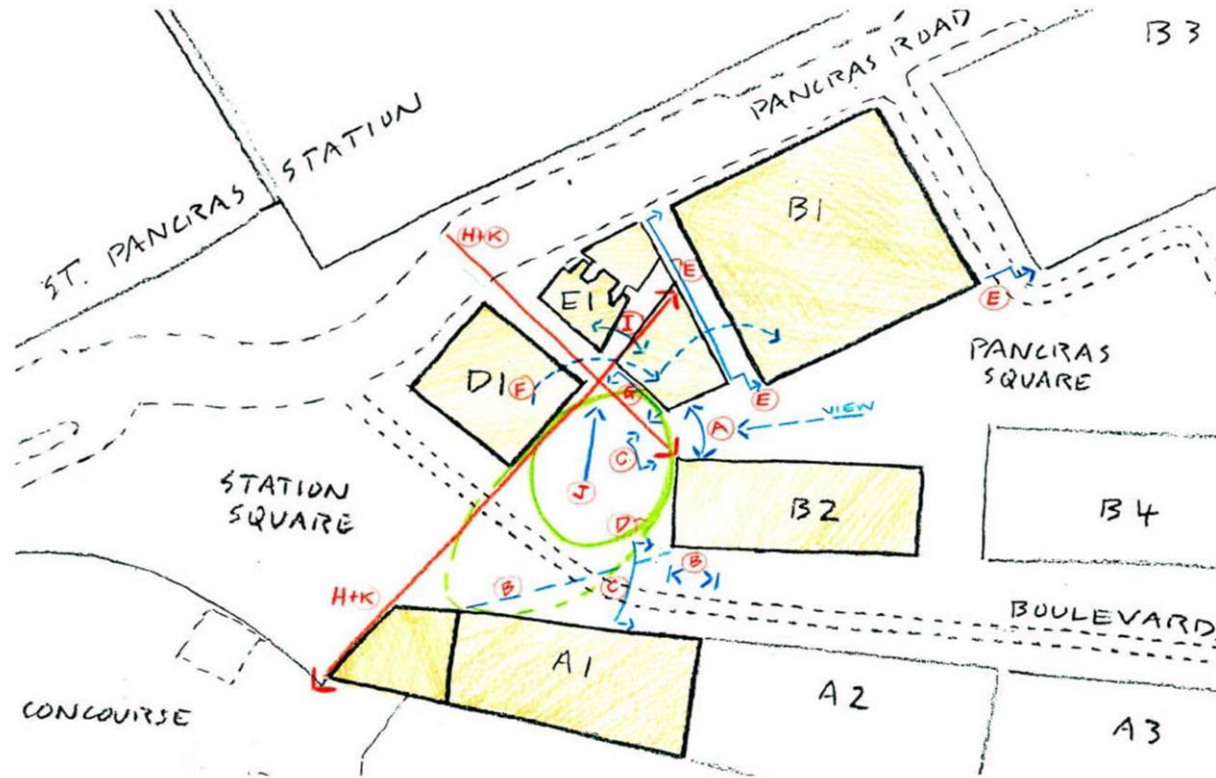 B3
PANCRAS ROAD
ST. PANCRAS STATION
B1
H+K
E
E1
I
E
PANCRAS
SQUARE
D1
F
G
E
VIEW
A
C
J
STATION
SQUARE
D
B2
B4
B
B
C
H+K
BOULEVARD
A1
A2
A3
CONCOURSE